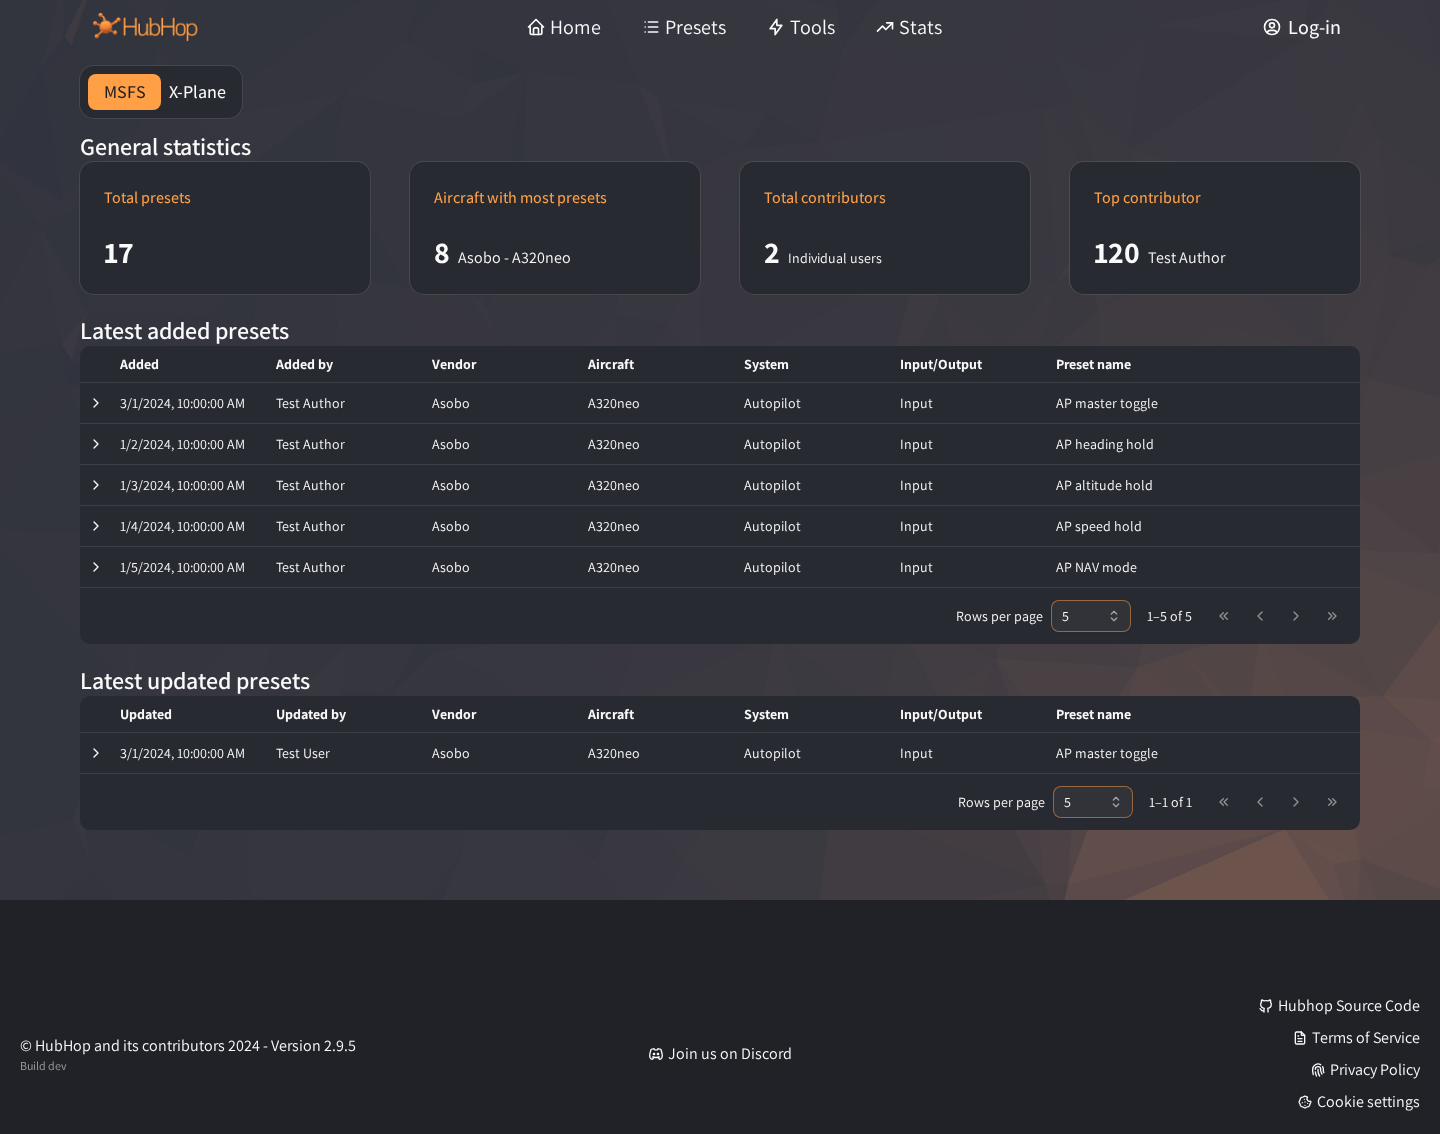 HubHop
Home
Presets
Tools
Stats
Log-in
MSFS
X-Plane
General statistics
Total presets
17
Aircraft with most presets
8 Asobo - A320neo
Total contributors
2 Individual users
Top contributor
120 Test Author
Latest added presets
Added Added by Vendor Aircraft System Input/Output Preset name
3/1/2024, 10:00:00 AM Test Author Asobo A320neo Autopilot Input AP master toggle
1/2/2024, 10:00:00 AM Test Author Asobo A320neo Autopilot Input AP heading hold
1/3/2024, 10:00:00 AM Test Author Asobo A320neo Autopilot Input AP altitude hold
1/4/2024, 10:00:00 AM Test Author Asobo A320neo Autopilot Input AP speed hold
1/5/2024, 10:00:00 AM Test Author Asobo A320neo Autopilot Input AP NAV mode
Rows per page 5 1–5 of 5
Latest updated presets
Updated Updated by Vendor Aircraft System Input/Output Preset name
3/1/2024, 10:00:00 AM Test User Asobo A320neo Autopilot Input AP master toggle
Rows per page 5 1–1 of 1
© HubHop and its contributors 2024 - Version 2.9.5
Build dev
Join us on Discord
Hubhop Source Code
Terms of Service
Privacy Policy
Cookie settings